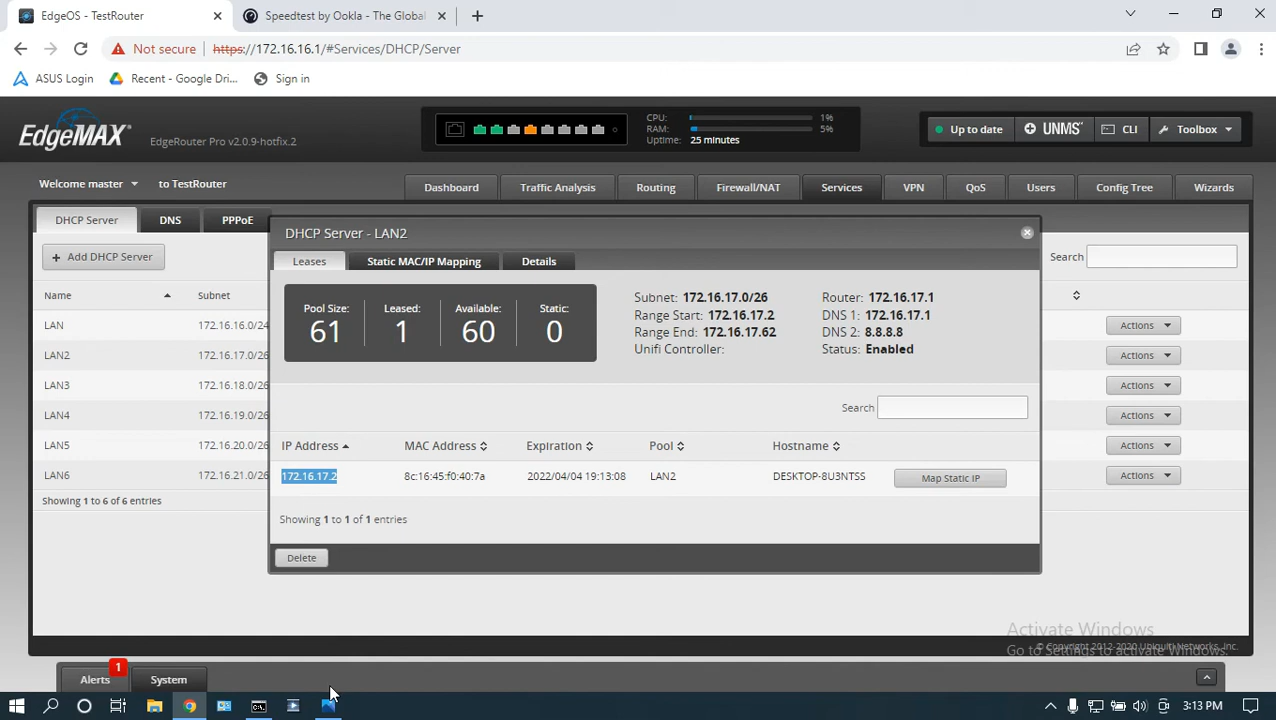 EdgeOS - TestRouter
Speedtest by Ookla - The Global
Not secure https://172.16.16.1/#Services/DHCP/Server
ASUS Login
Recent - Google Driv...
Sign in
EdgeMAX
EdgeRouter Pro v2.0.9-hotfix.2
CPU: 1%
RAM: 5%
Uptime: 25 minutes
Up to date
UNMS
CLI
Toolbox
Welcome master
to TestRouter
Dashboard
Traffic Analysis
Routing
Firewall/NAT
Services
VPN
QoS
Users
Config Tree
Wizards
DHCP Server
DNS
PPPoE
+ Add DHCP Server
Search
Name
Subnet
LAN 172.16.16.0/24 Actions
LAN2 172.16.17.0/26 Actions
LAN3 172.16.18.0/26 Actions
LAN4 172.16.19.0/26 Actions
LAN5 172.16.20.0/26 Actions
LAN6 172.16.21.0/26 Actions
Showing 1 to 6 of 6 entries
DHCP Server - LAN2
Leases
Static MAC/IP Mapping
Details
Pool Size: Leased: Available: Static:
61 1 60 0
Subnet: 172.16.17.0/26
Range Start: 172.16.17.2
Range End: 172.16.17.62
Unifi Controller:
Router: 172.16.17.1
DNS 1: 172.16.17.1
DNS 2: 8.8.8.8
Status: Enabled
Search
IP Address MAC Address Expiration Pool Hostname
172.16.17.2 8c:16:45:f0:40:7a 2022/04/04 19:13:08 LAN2 DESKTOP-8U3NTSS Map Static IP
Showing 1 to 1 of 1 entries
Delete
Activate Windows
Go to Settings to activate Windows.
© Copyright 2012-2020 Ubiquiti Networks, Inc.
Alerts 1
System
3:13 PM